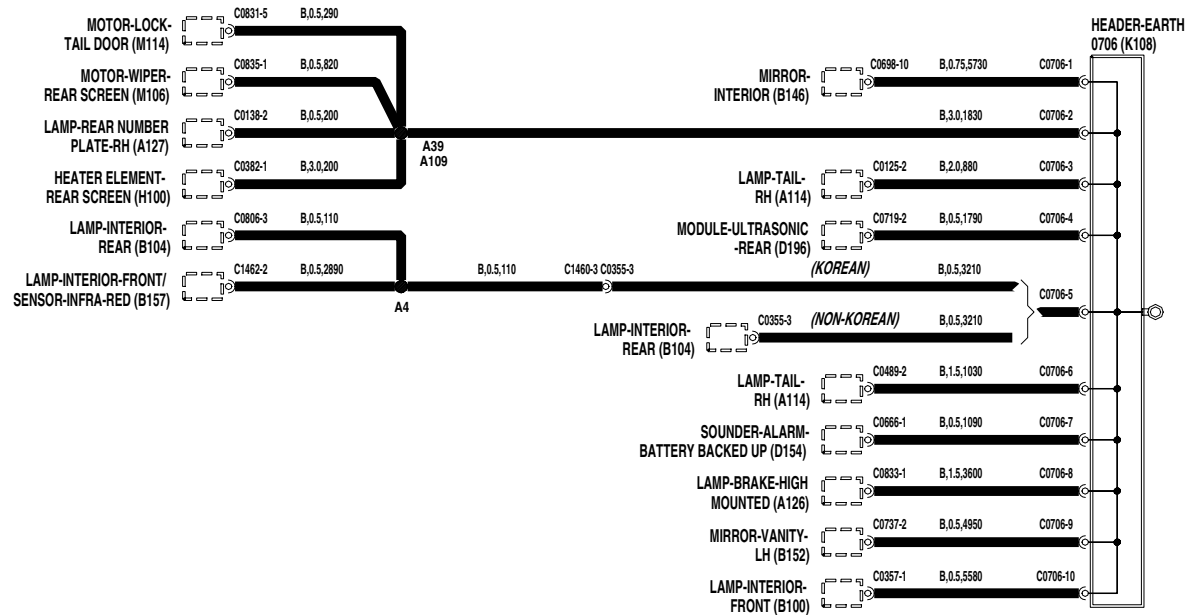 MOTOR-LOCK-
TAIL DOOR (M114)
C0831-5 B,0.5,290
MOTOR-WIPER-
REAR SCREEN (M106)
C0835-1 B,0.5,820
LAMP-REAR NUMBER
PLATE-RH (A127)
C0138-2 B,0.5,200
HEATER ELEMENT-
REAR SCREEN (H100)
C0382-1 B,3.0,200
A39
A109
LAMP-INTERIOR-
REAR (B104)
C0806-3 B,0.5,110
LAMP-INTERIOR-FRONT/
SENSOR-INFRA-RED (B157)
C1462-2 B,0.5,2890
A4
B,0.5,110 C1460-3 C0355-3 (KOREAN) B,0.5,3210
HEADER-EARTH
0706 (K108)
MIRROR-
INTERIOR (B146)
C0698-10 B,0.75,5730 C0706-1
B,3.0,1830 C0706-2
LAMP-TAIL-
RH (A114)
C0125-2 B,2.0,880 C0706-3
MODULE-ULTRASONIC
-REAR (D196)
C0719-2 B,0.5,1790 C0706-4
C0706-5
LAMP-INTERIOR-
REAR (B104)
C0355-3 (NON-KOREAN) B,0.5,3210
LAMP-TAIL-
RH (A114)
C0489-2 B,1.5,1030 C0706-6
SOUNDER-ALARM-
BATTERY BACKED UP (D154)
C0666-1 B,0.5,1090 C0706-7
LAMP-BRAKE-HIGH
MOUNTED (A126)
C0833-1 B,1.5,3600 C0706-8
MIRROR-VANITY-
LH (B152)
C0737-2 B,0.5,4950 C0706-9
LAMP-INTERIOR-
FRONT (B100)
C0357-1 B,0.5,5580 C0706-10